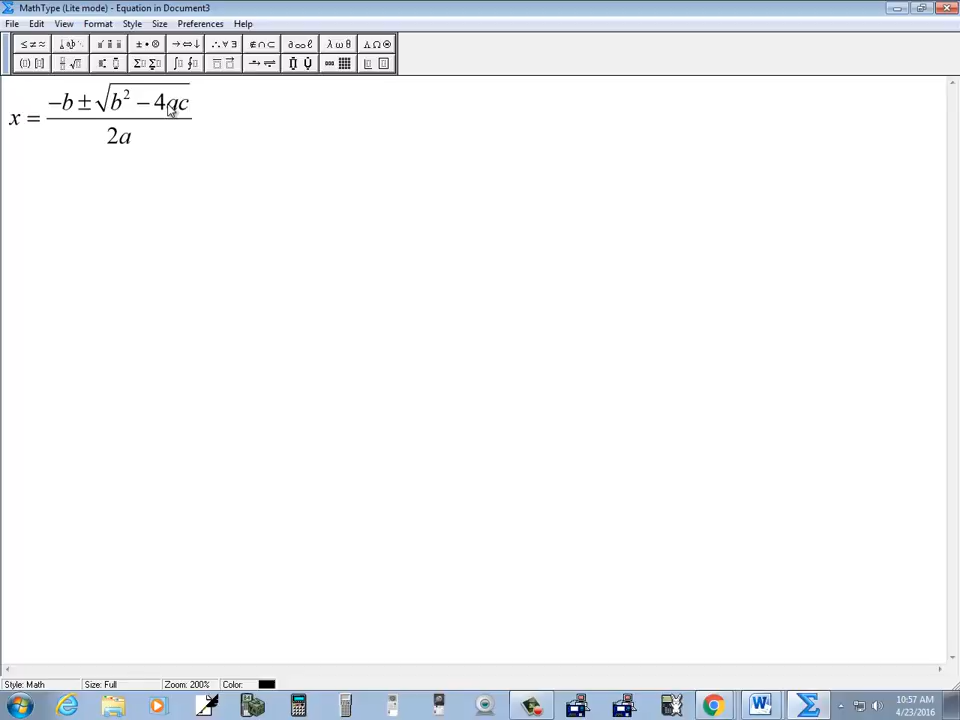 MathType (Lite mode) - Equation in Document3
File Edit View Format Style Size Preferences Help
x = (−b ± √(b² − 4ac)) / 2a
Style: Math Size: Full Zoom: 200% Color:
10:57 AM
4/23/2016